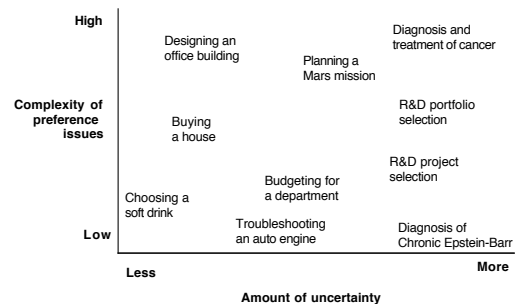 High
Designing an
office building
Planning a
Mars mission
Diagnosis and
treatment of cancer
Complexity of
preference
issues
Buying
a house
R&D portfolio
selection
R&D project
selection
Budgeting for
a department
Choosing a
soft drink
Troubleshooting
an auto engine
Diagnosis of
Chronic Epstein-Barr
Low
Less
More
Amount of uncertainty